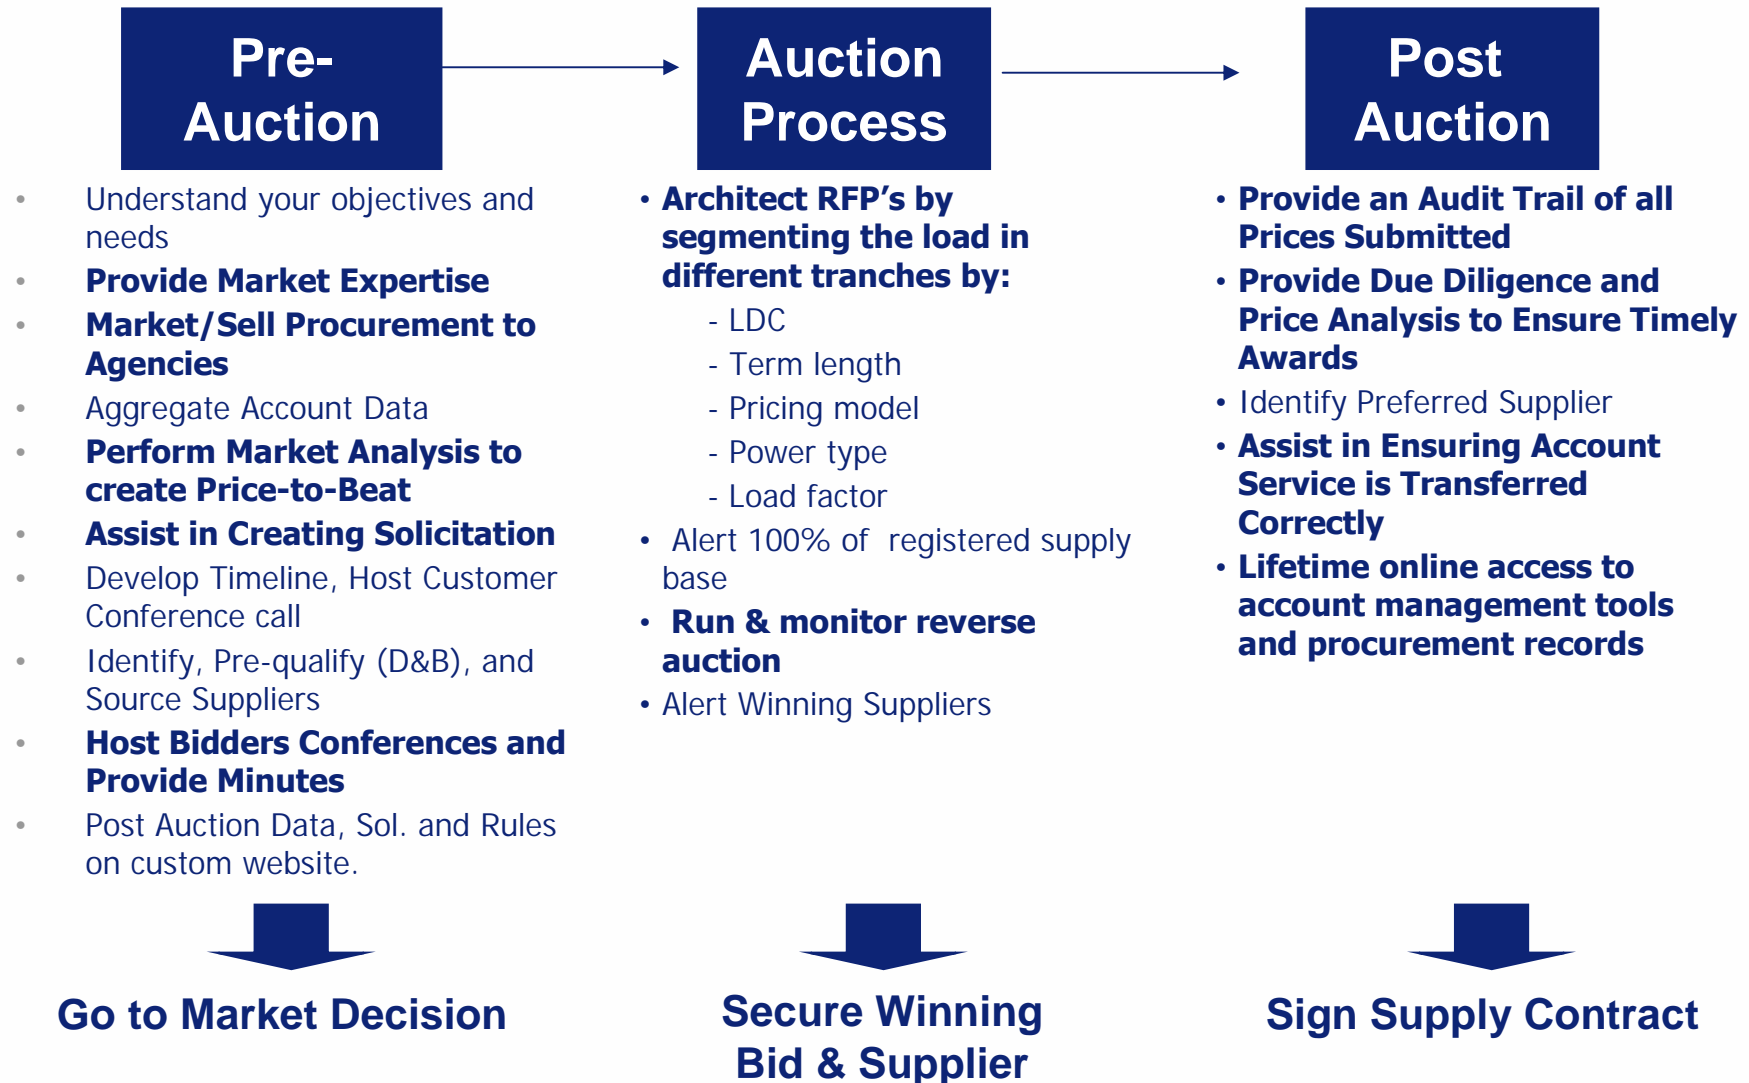 Pre-
Auction
• Understand your objectives and
needs
• Provide Market Expertise
• Market/Sell Procurement to
Agencies
• Aggregate Account Data
• Perform Market Analysis to
create Price-to-Beat
• Assist in Creating Solicitation
• Develop Timeline, Host Customer
Conference call
• Identify, Pre-qualify (D&B), and
Source Suppliers
• Host Bidders Conferences and
Provide Minutes
• Post Auction Data, Sol. and Rules
on custom website.
Go to Market Decision
Auction
Process
• Architect RFP's by
segmenting the load in
different tranches by:
- LDC
- Term length
- Pricing model
- Power type
- Load factor
• Alert 100% of registered supply
base
• Run & monitor reverse
auction
• Alert Winning Suppliers
Secure Winning
Bid & Supplier
Post
Auction
• Provide an Audit Trail of all
Prices Submitted
• Provide Due Diligence and
Price Analysis to Ensure Timely
Awards
• Identify Preferred Supplier
• Assist in Ensuring Account
Service is Transferred
Correctly
• Lifetime online access to
account management tools
and procurement records
Sign Supply Contract